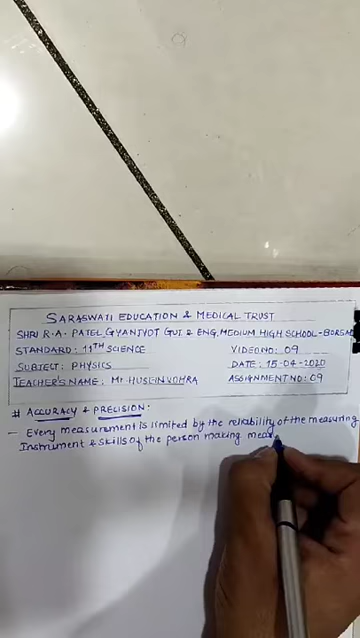 SARASWATI EDUCATION & MEDICAL TRUST
SHRI R.A. PATEL, GYANJYOT GUJ & ENG. MEDIUM HIGH SCHOOL - BORSAD
STANDARD : 11TH SCIENCE VIDEO NO : 09
SUBJECT : PHYSICS DATE : 15-04-2020
TEACHER'S NAME : Mr HUSEIN VOHRA ASSIGNMENT NO : 09
# ACCURACY & PRECISION.
- Every measurement is limited by the reliability of the measuring
Instrument & skills of the person making